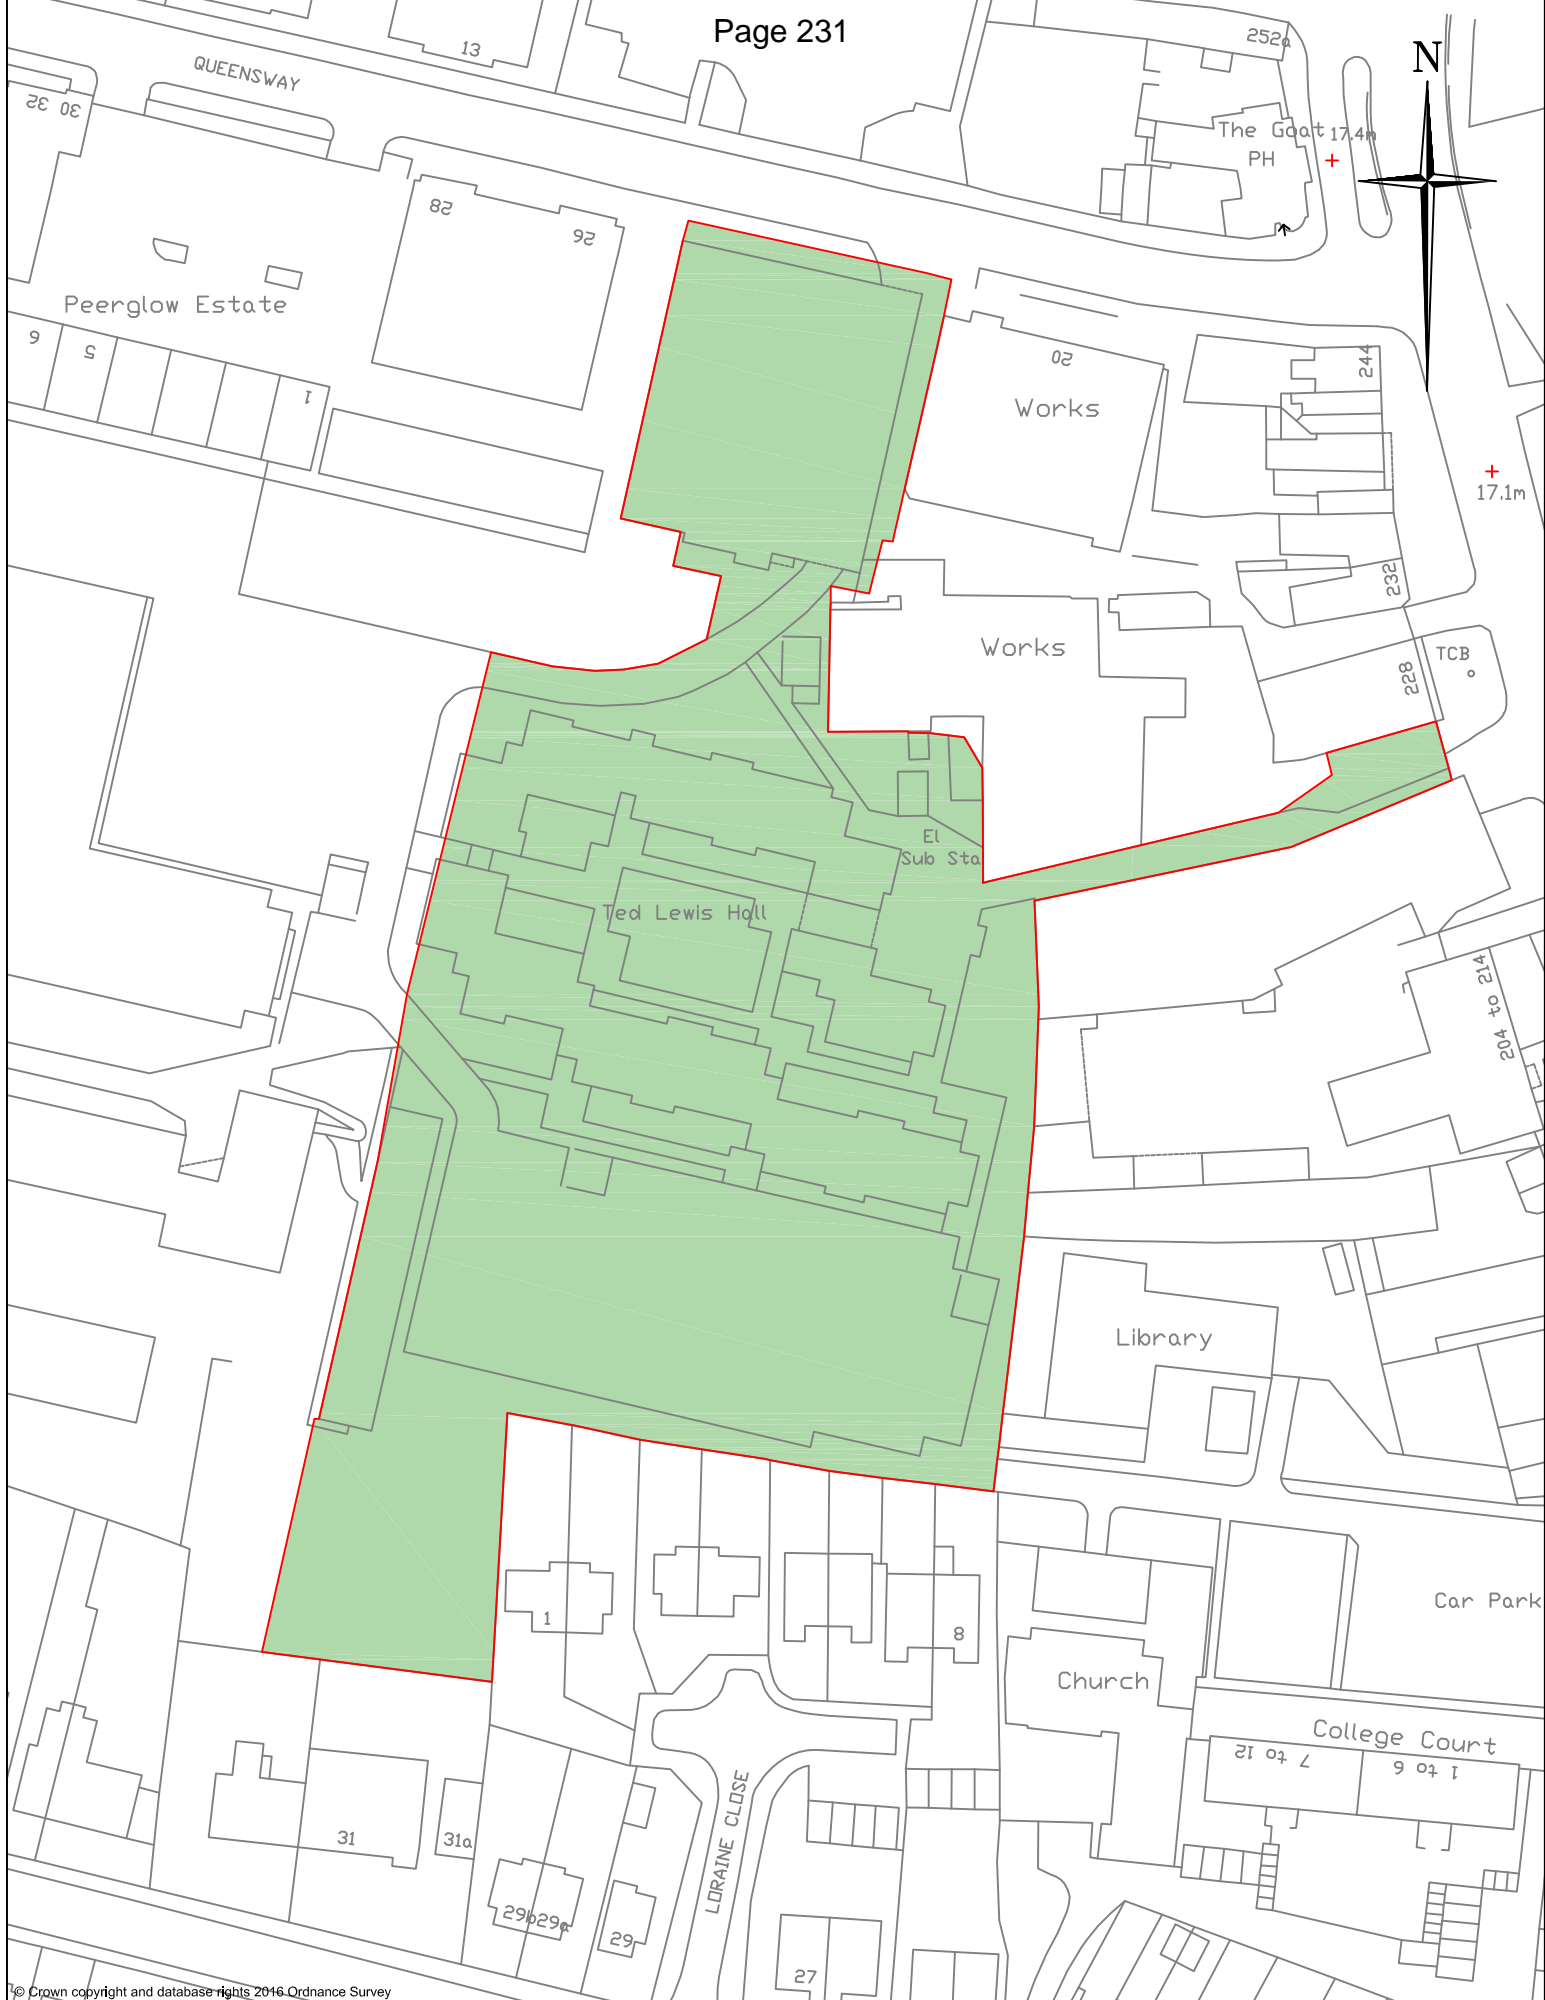 Page 231
13
252a
N
QUEENSWAY
30 32
The Goat
PH
17.4m
28
26
Peerglow Estate
6
5
1
20
Works
244
17.1m
232
Works
228
TCB
El
Sub Sta
Ted Lewis Hall
204 to 214
Library
Car Park
1
8
Church
College Court
7 to 12
1 to 6
LORAINE CLOSE
31
31a
29b
29a
29
27
© Crown copyright and database rights 2016 Ordnance Survey